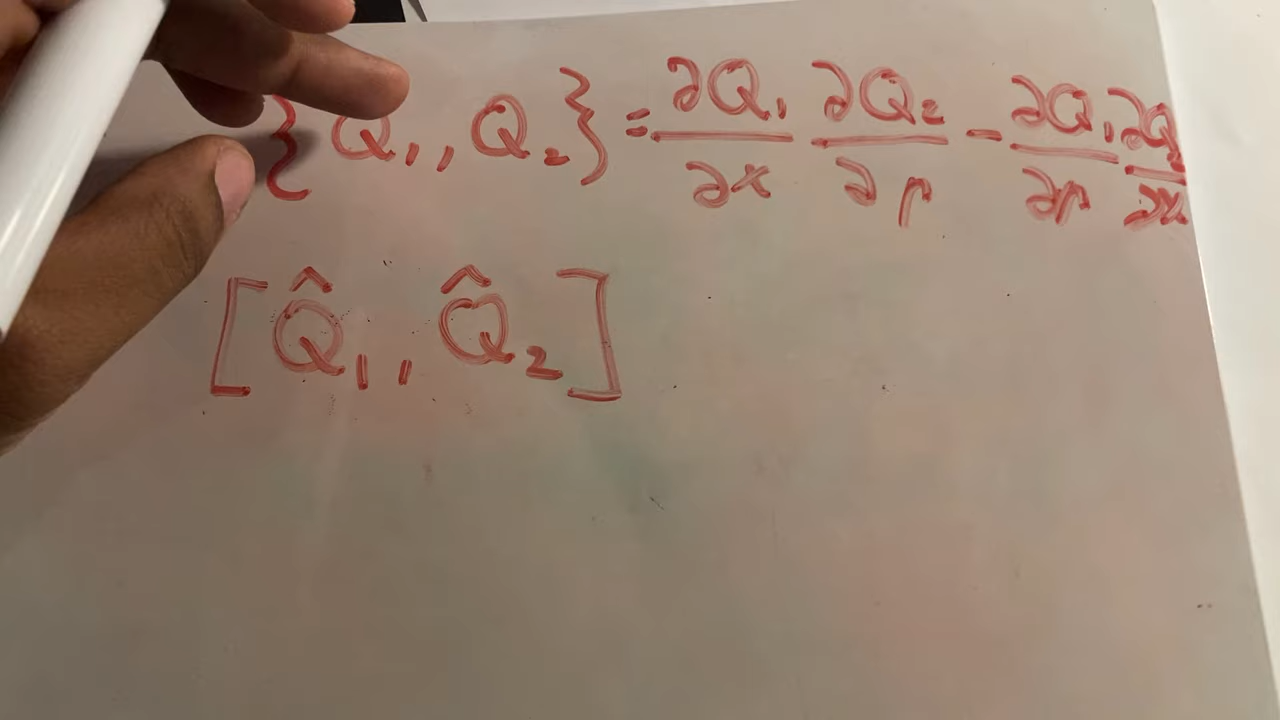 {Q₁, Q₂} = ∂Q₁/∂x ∂Q₂/∂p - ∂Q₁/∂p ∂Q₂/∂x
[Q̂₁, Q̂₂]